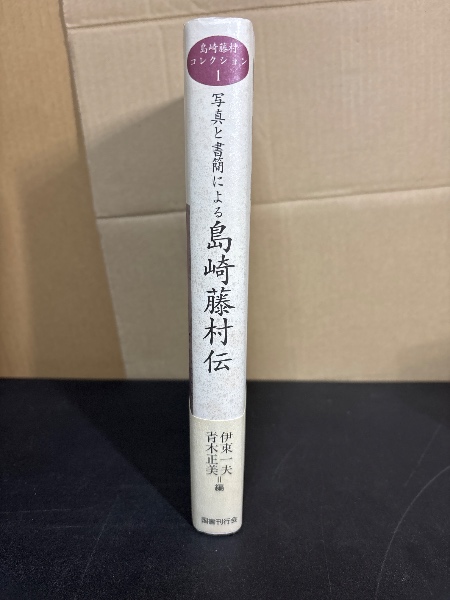 島崎藤村
コレクション
1
写真と書簡による
島崎藤村伝
伊東一夫
青木正美
=編
国書刊行会